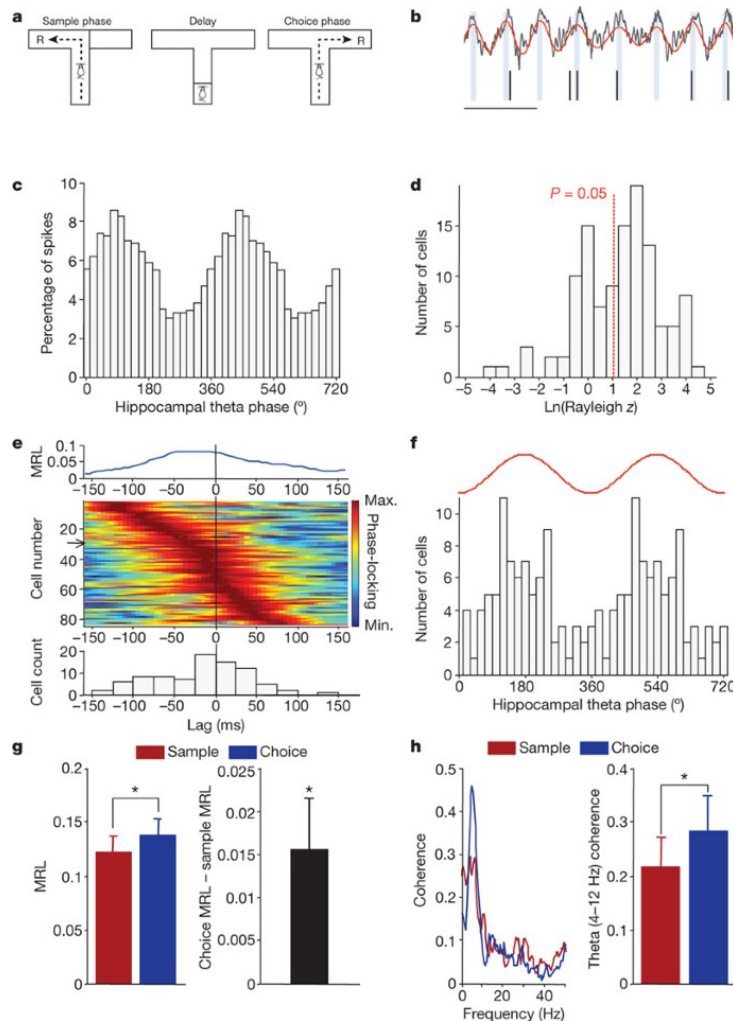 a
Sample phase
Delay
Choice phase
R
R
b
c
Percentage of spikes
10
8
6
4
2
0
0 180 360 540 720
Hippocampal theta phase (º)
d
P = 0.05
Number of cells
15
10
5
0
−5 −4 −3 −2 −1 0 1 2 3 4 5
Ln(Rayleigh z)
e
MRL
0.1
0.05
0
−150 −100 −50 0 50 100 150
Cell number
20
40
60
80
Max.
Phase-locking
Min.
−150 −100 −50 0 50 100 150
Cell count
20
10
0
−150 −100 −50 0 50 100 150
Lag (ms)
f
Number of cells
10
8
6
4
2
0
0 180 360 540 720
Hippocampal theta phase (º)
g
Sample Choice
MRL
0.2
0.15
0.1
0.05
0
*
Choice MRL – sample MRL
0.025
0.02
0.015
0.01
0.005
0
*
h
Sample Choice
Coherence
0.5
0.4
0.3
0.2
0.1
0
0 20 40
Frequency (Hz)
Theta (4–12 Hz) coherence
0.4
0.3
0.2
0.1
0
*